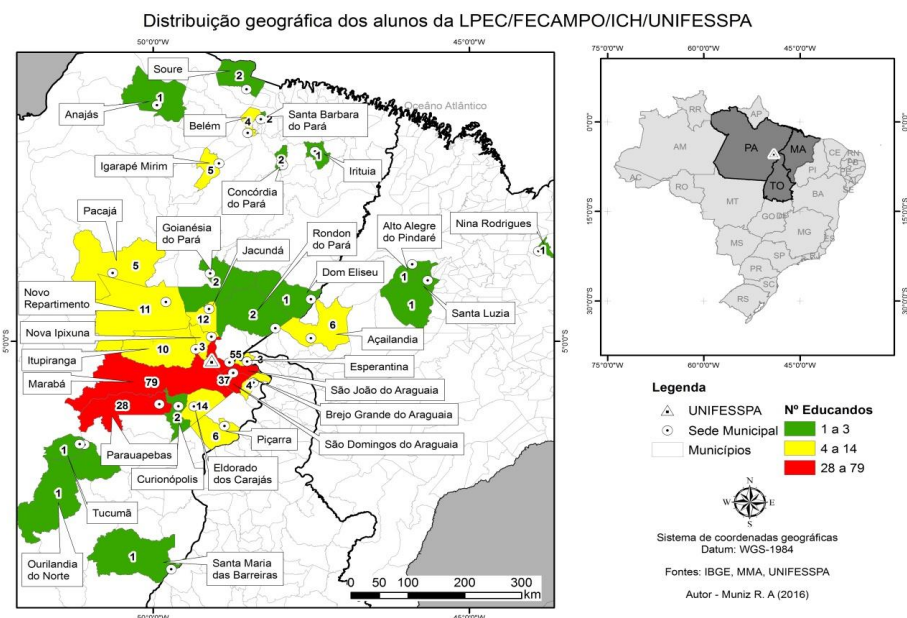 Distribuição geográfica dos alunos da LPEC/FECAMPO/ICH/UNIFESSPA
50°0'0"W
45°0'0"W
Soure
2
Anajás
1
Oceâno Atlântico
Belém
4
2
Santa Barbara
do Pará
Igarapé Mirim
5
2
Concórdia
do Pará
1
Irituia
Pacajá
5
Goianésia
do Pará
2
Jacundá
Rondon
do Pará
Alto Alegre
do Pindaré
Nina Rodrigues
1
Dom Eliseu
1
2
1
1
Santa Luzia
Novo
Repartimento
11
12
6
Açailandia
Nova Ipixuna
3
5°0'0"S
5°0'0"S
Itupiranga
10
55
3
Esperantina
Marabá
79
37
4
São João do Araguaia
Brejo Grande do Araguaia
São Domingos do Araguaia
28
2
14
6
Piçarra
Parauapebas
Curionópolis
Eldorado
dos Carajás
1
Tucumã
1
Ourilandia
do Norte
1
Santa Maria
das Barreiras
0 50 100 200 300
km
50°0'0"W
45°0'0"W
75°0'0"W
60°0'0"W
45°0'0"W
0°0'0"
0°0'0"
15°0'0"S
15°0'0"S
30°0'0"S
30°0'0"S
RR
AP
AM
PA
MA
CE
RN
PB
PI
AC
RO
TO
AL
SE
BA
MT
GO
MG
ES
MS
SP
RJ
PR
SC
RS
Legenda
UNIFESSPA
Sede Municipal
Municípios
Nº Educandos
1 a 3
4 a 14
28 a 79
N
W
E
S
Sistema de coordenadas geográficas
Datum: WGS-1984
Fontes: IBGE, MMA, UNIFESSPA
Autor - Muniz R. A (2016)